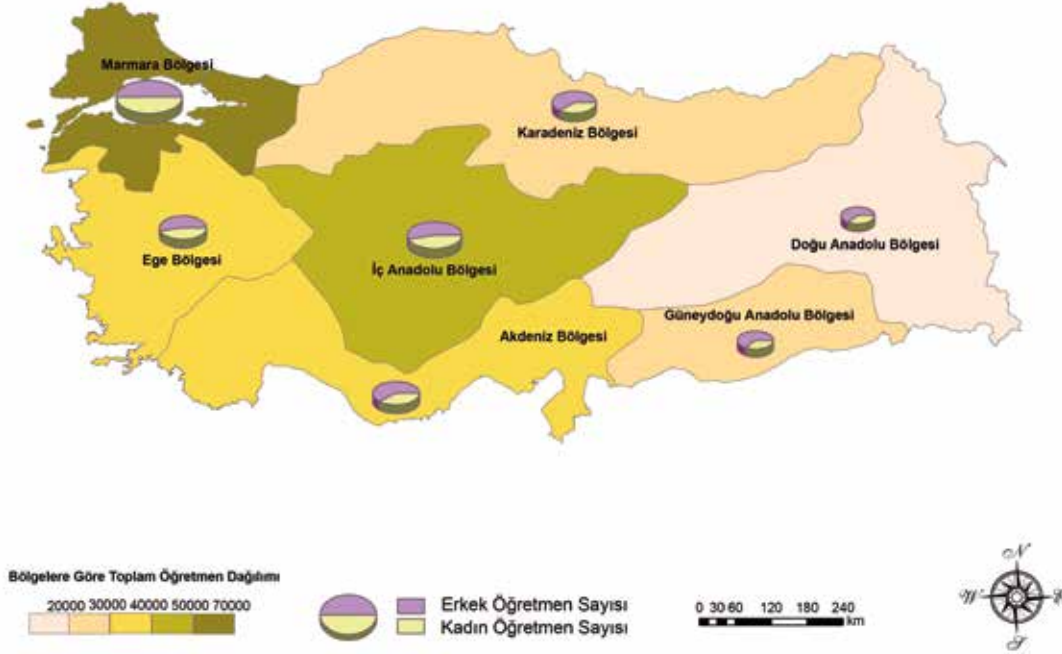 Marmara Bölgesi
Karadeniz Bölgesi
Ege Bölgesi
İç Anadolu Bölgesi
Doğu Anadolu Bölgesi
Güneydoğu Anadolu Bölgesi
Akdeniz Bölgesi
Bölgelere Göre Toplam Öğretmen Dağılımı
20000 30000 40000 50000 70000
Erkek Öğretmen Sayısı
Kadın Öğretmen Sayısı
0 30 60 120 180 240
km
N
W E
S